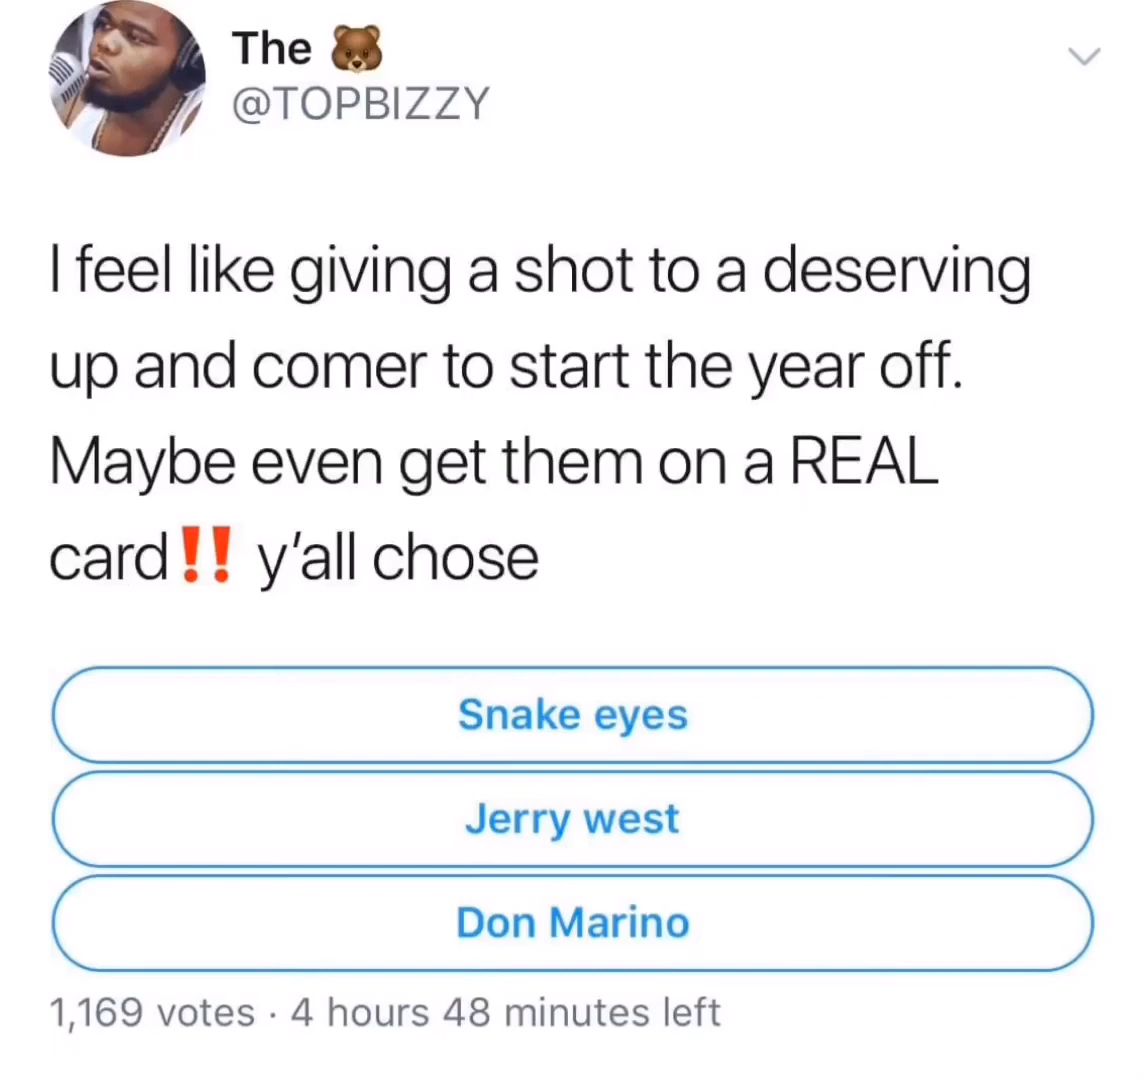 The 🐻
@TOPBIZZY
I feel like giving a shot to a deserving
up and comer to start the year off.
Maybe even get them on a REAL
card‼️ y'all chose
Snake eyes
Jerry west
Don Marino
1,169 votes · 4 hours 48 minutes left